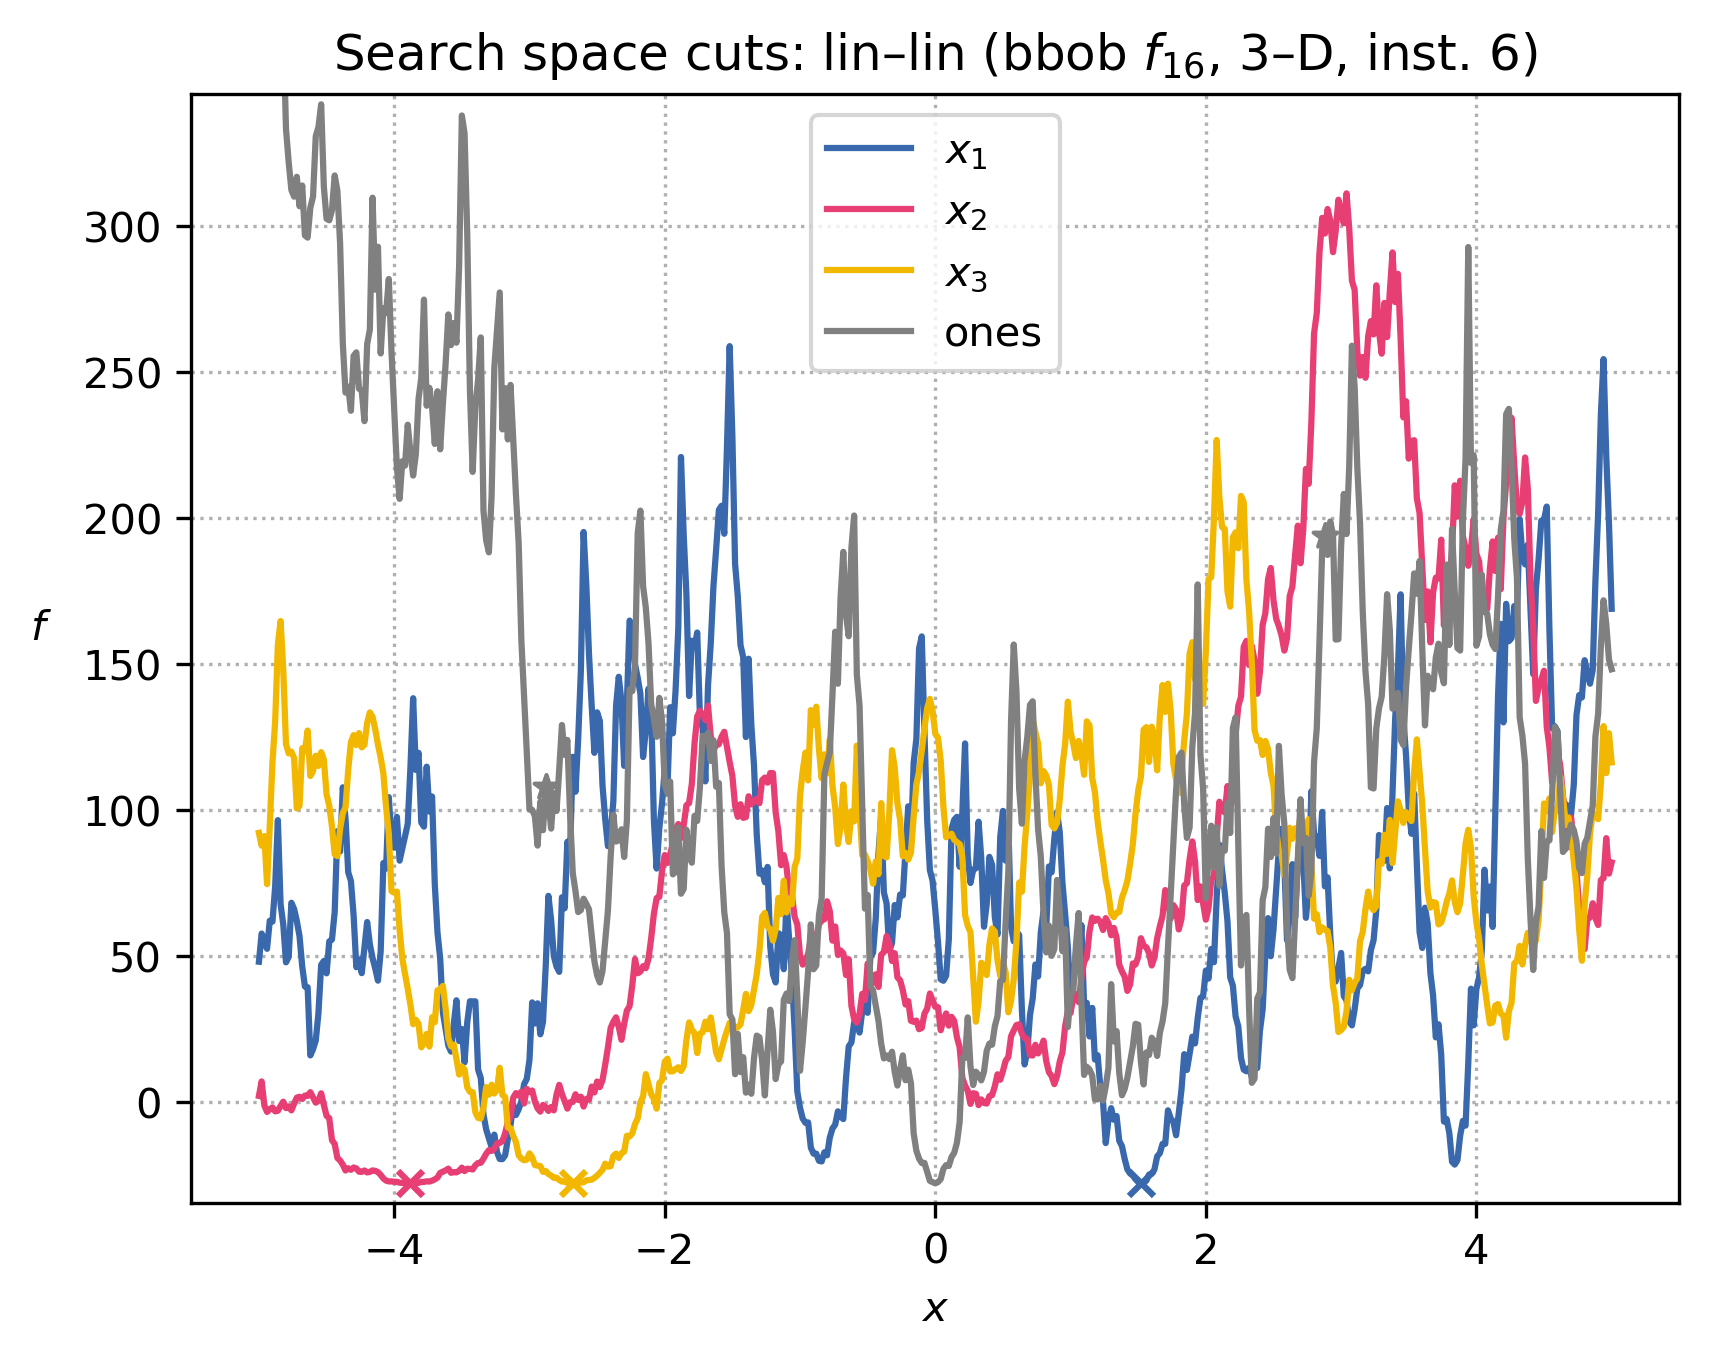 Search space cuts: lin–lin (bbob f₁₆, 3–D, inst. 6)
x₁
x₂
x₃
ones
300
250
200
150
100
50
0
f
−4 −2 0 2 4
x